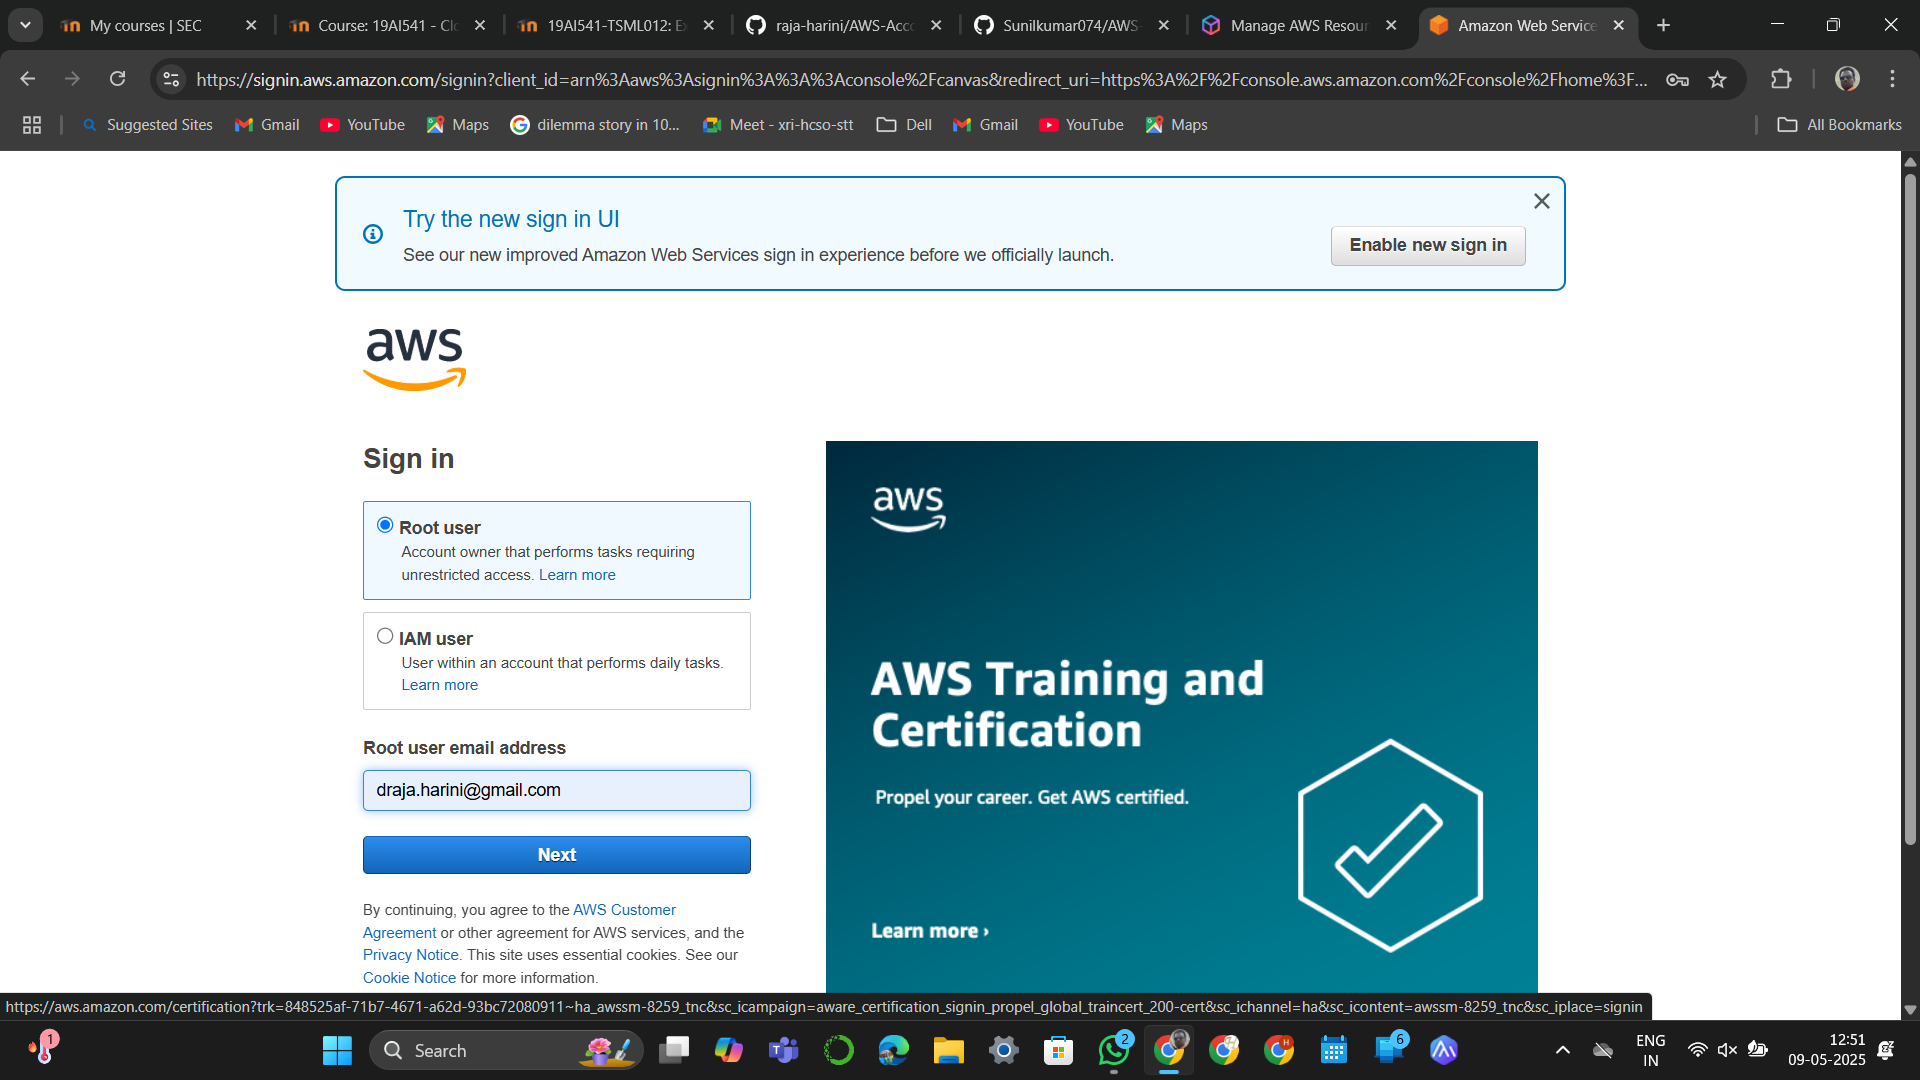 My courses | SEC
Course: 19AI541 - Clo
19AI541-TSML012: Ex
raja-harini/AWS-Acco
Sunilkumar074/AWS-
Manage AWS Resour
Amazon Web Service
https://signin.aws.amazon.com/signin?client_id=arn%3Aaws%3Asignin%3A%3A%3Aconsole%2Fcanvas&redirect_uri=https%3A%2F%2Fconsole.aws.amazon.com%2Fconsole%2Fhome%3F...
Suggested Sites
Gmail
YouTube
Maps
dilemma story in 10...
Meet - xri-hcso-stt
Dell
Gmail
YouTube
Maps
All Bookmarks
Try the new sign in UI
See our new improved Amazon Web Services sign in experience before we officially launch.
Enable new sign in
aws
Sign in
Root user
Account owner that performs tasks requiring
unrestricted access. Learn more
IAM user
User within an account that performs daily tasks.
Learn more
Root user email address
draja.harini@gmail.com
Next
By continuing, you agree to the AWS Customer
Agreement or other agreement for AWS services, and the
Privacy Notice. This site uses essential cookies. See our
Cookie Notice for more information.
aws
AWS Training and
Certification
Propel your career. Get AWS certified.
Learn more ›
https://aws.amazon.com/certification?trk=848525af-71b7-4671-a62d-93bc72080911~ha_awssm-8259_tnc&sc_icampaign=aware_certification_signin_propel_global_traincert_200-cert&sc_ichannel=ha&sc_icontent=awssm-8259_tnc&sc_iplace=signin
1
Search
2
6
ENG
IN
12:51
09-05-2025